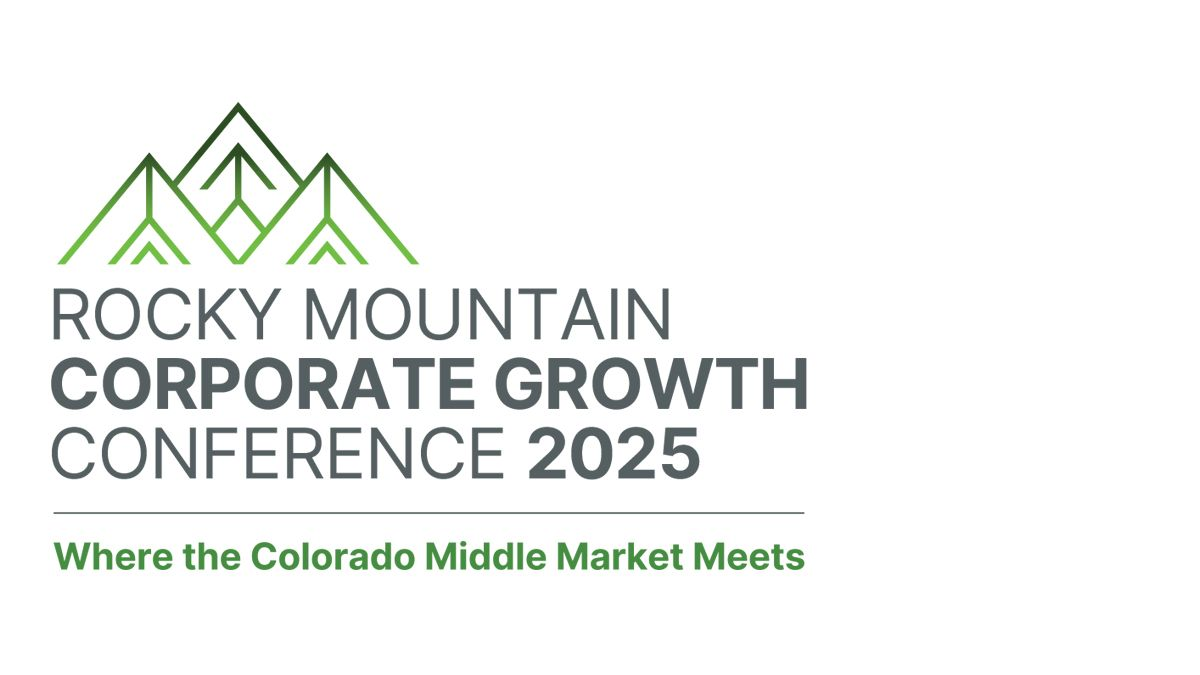 ROCKY MOUNTAIN
CORPORATE GROWTH
CONFERENCE 2025
Where the Colorado Middle Market Meets